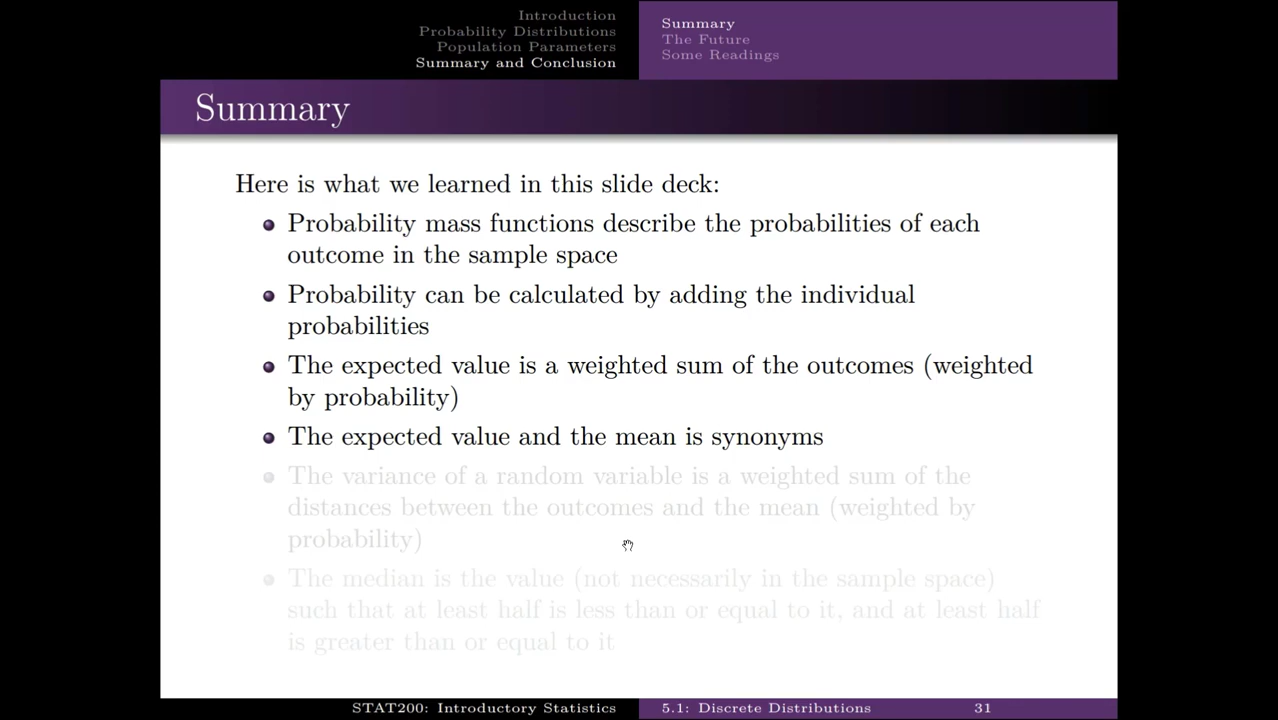 Introduction
Probability Distributions
Population Parameters
Summary and Conclusion
Summary
The Future
Some Readings
Summary
Here is what we learned in this slide deck:
Probability mass functions describe the probabilities of each
outcome in the sample space
Probability can be calculated by adding the individual
probabilities
The expected value is a weighted sum of the outcomes (weighted
by probability)
The expected value and the mean is synonyms
The variance of a random variable is a weighted sum of the
distances between the outcomes and the mean (weighted by
probability)
The median is the value (not necessarily in the sample space)
such that at least half is less than or equal to it, and at least half
is greater than or equal to it
STAT200: Introductory Statistics
5.1: Discrete Distributions
31